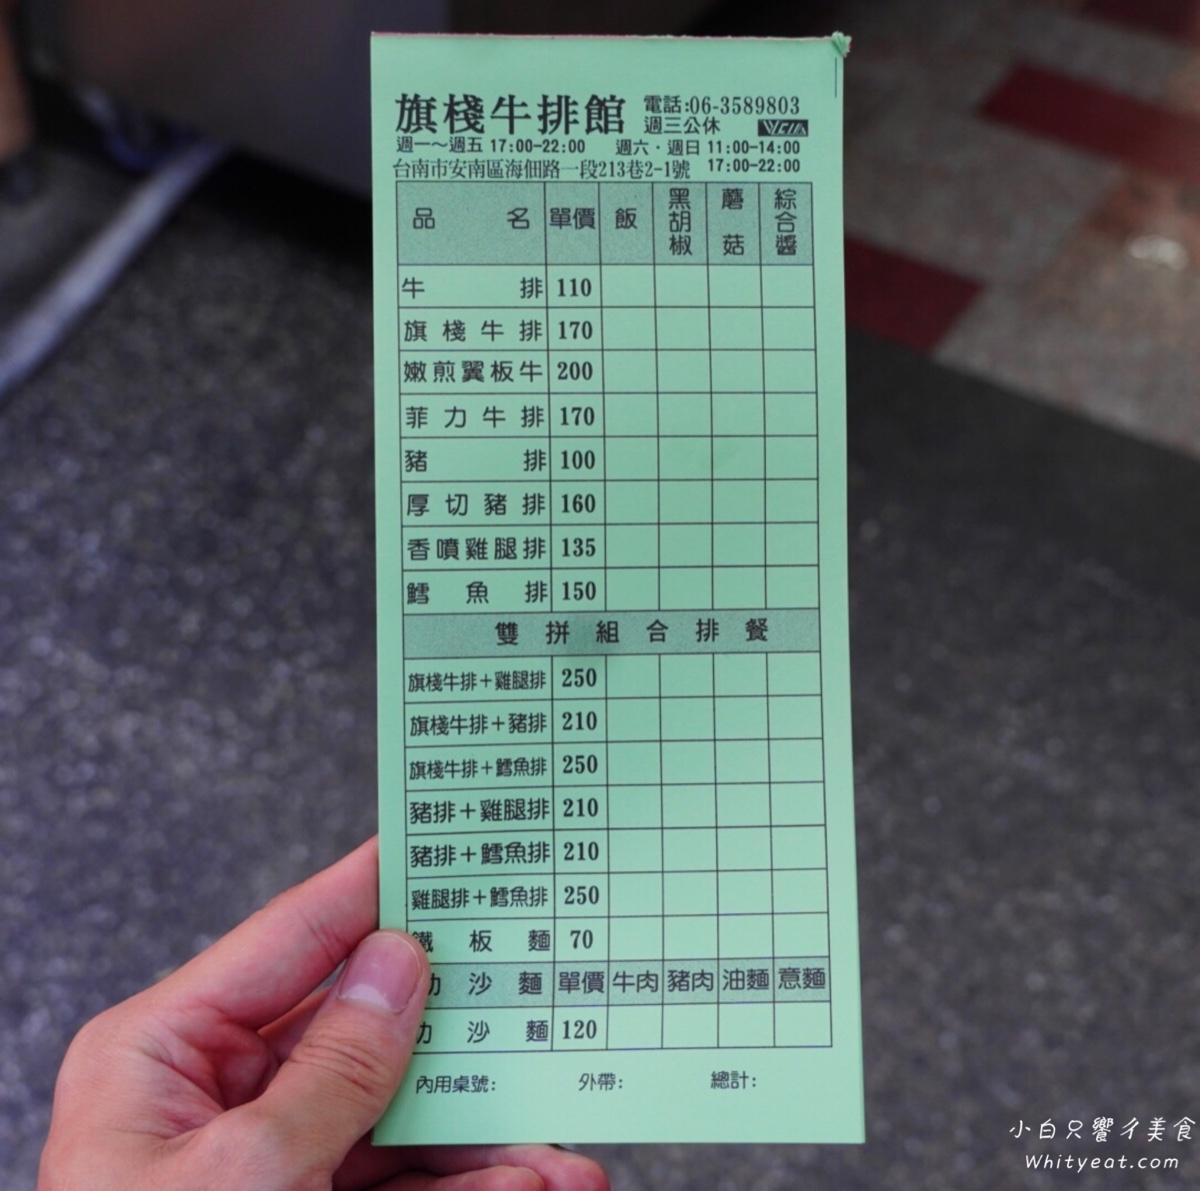 旗棧牛排館 電話:06-3589803
週三公休
週一～週五 17:00-22:00 週六·週日 11:00-14:00
台南市安南區海佃路一段213巷2-1號 17:00-22:00
品名 單價 飯 黑胡椒 蘑菇 綜合醬
牛排 110
旗棧牛排 170
嫩煎翼板牛 200
菲力牛排 170
豬排 100
厚切豬排 160
香噴雞腿排 135
鱈魚排 150
雙拼組合排餐
旗棧牛排+雞腿排 250
旗棧牛排+豬排 210
旗棧牛排+鱈魚排 250
豬排+雞腿排 210
豬排+鱈魚排 210
雞腿排+鱈魚排 250
鐵板麵 70
沙麵 單價 牛肉 豬肉 油麵 意麵
沙麵 120
內用桌號: 外帶: 總計:
小白只饗彳美食
Whityeat.com